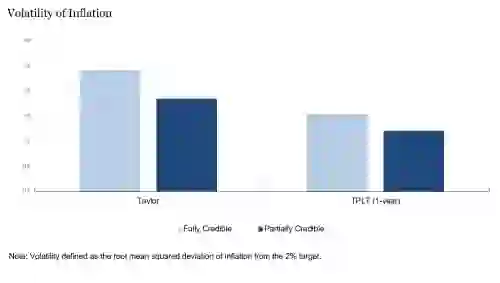 Volatility of Inflation
Taylor
TPLT (1-year)
Fully Credible
Partially Credible
Note: Volatility defined as the root mean squared deviation of inflation from the 2% target.